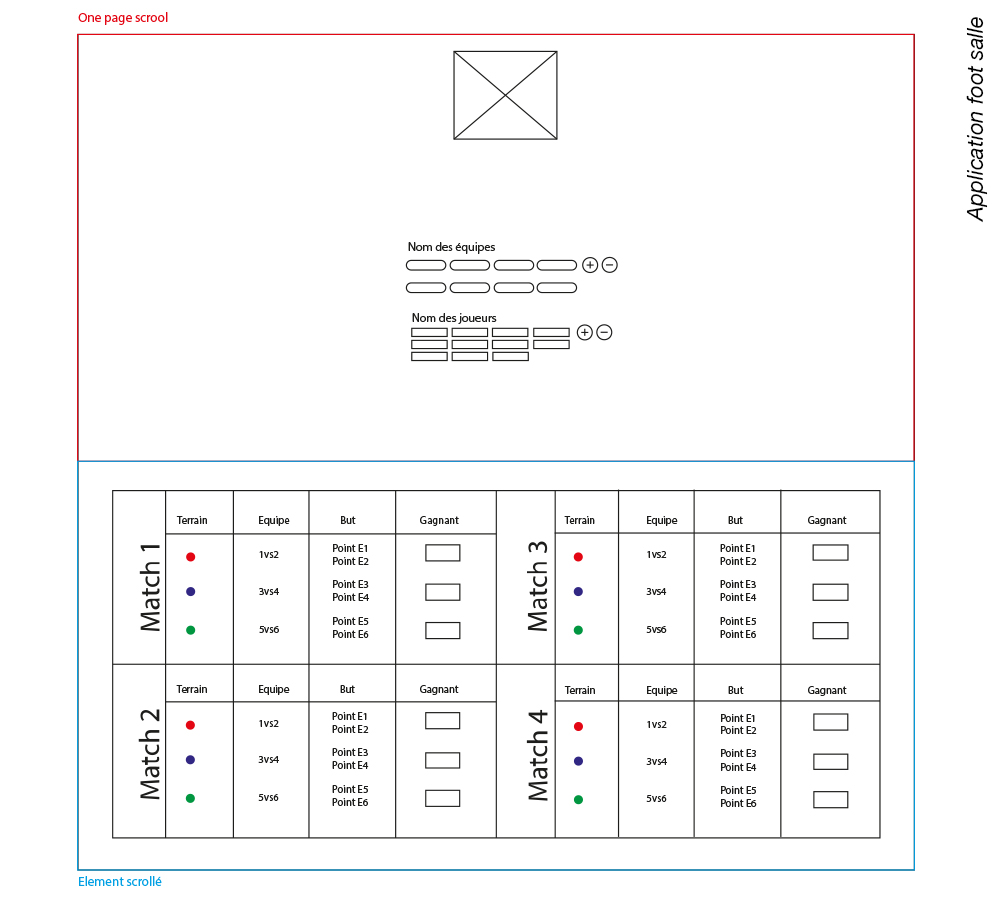 One page scrool
Application foot salle
Nom des équipes
+ −
Nom des joueurs
+ −
Match 1
Terrain Equipe But Gagnant
1vs2
Point E1
Point E2
3vs4
Point E3
Point E4
5vs6
Point E5
Point E6
Match 3
Terrain Equipe But Gagnant
1vs2
Point E1
Point E2
3vs4
Point E3
Point E4
5vs6
Point E5
Point E6
Match 2
Terrain Equipe But Gagnant
1vs2
Point E1
Point E2
3vs4
Point E3
Point E4
5vs6
Point E5
Point E6
Match 4
Terrain Equipe But Gagnant
1vs2
Point E1
Point E2
3vs4
Point E3
Point E4
5vs6
Point E5
Point E6
Element scrollé